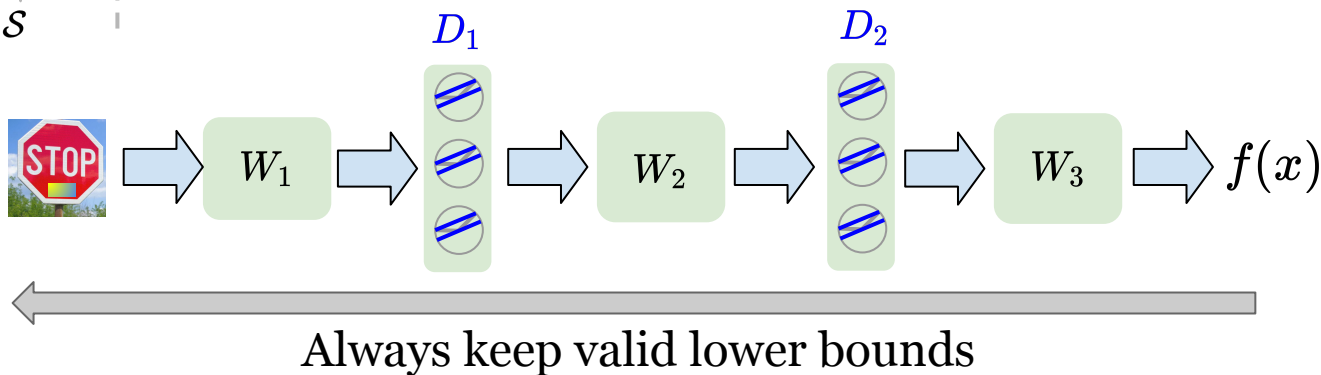 𝒮
D₁ D₂
STOP W₁ W₂ W₃ f(x)
Always keep valid lower bounds